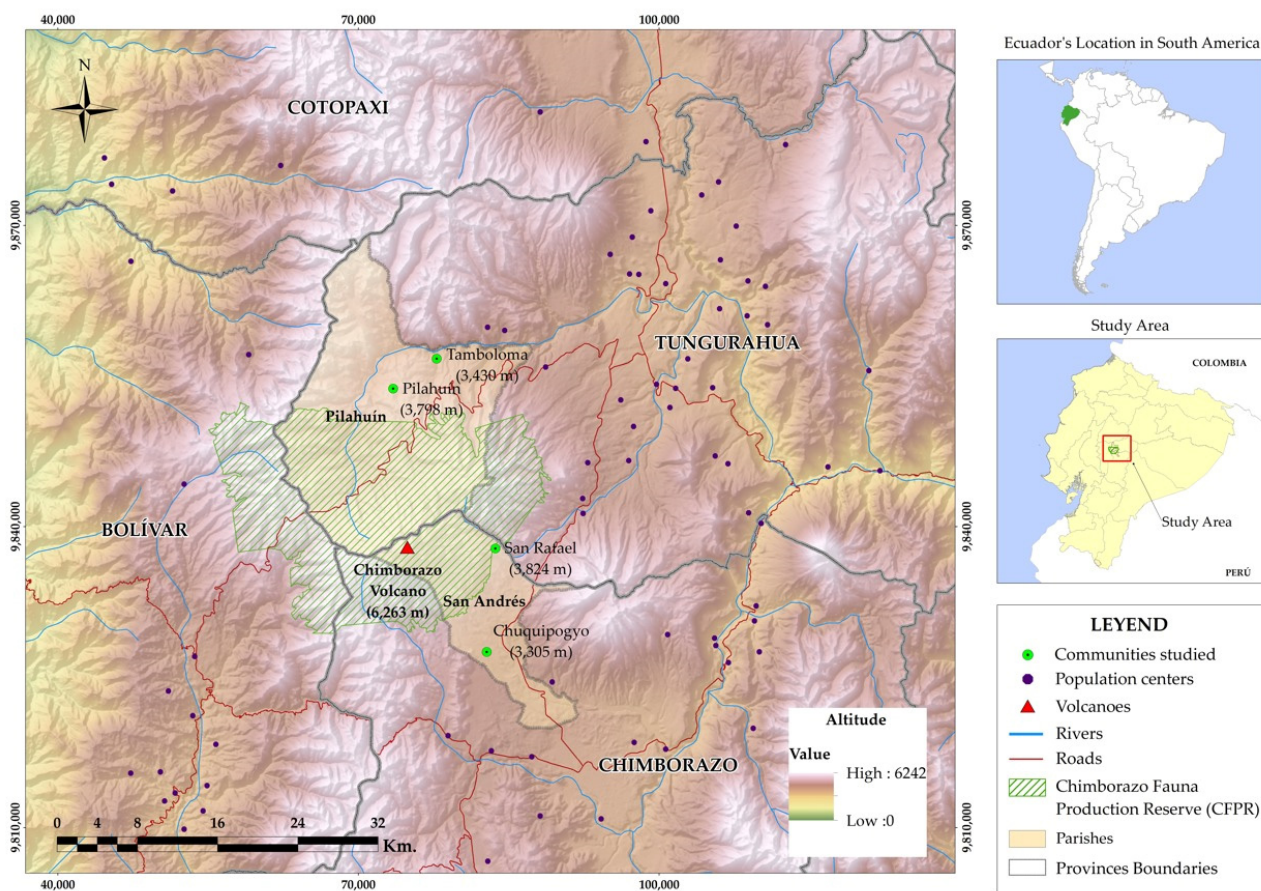 40,000
70,000
100,000
9,870,000
9,840,000
9,810,000
N
COTOPAXI
TUNGURAHUA
Tamboloma
(3,430 m)
Pilahuín
(3,798 m)
Pilahuín
BOLÍVAR
San Rafael
(3,824 m)
Chimborazo
Volcano
(6,263 m)
San Andrés
Chuquipogyo
(3,305 m)
CHIMBORAZO
Altitude
Value
High : 6242
Low :0
0 4 8 16 24 32
Km.
40,000
70,000
100,000
9,870,000
9,840,000
9,810,000
Ecuador's Location in South America
Study Area
COLOMBIA
Study Area
PERÚ
LEYEND
Communities studied
Population centers
Volcanoes
Rivers
Roads
Chimborazo Fauna
Production Reserve (CFPR)
Parishes
Provinces Boundaries